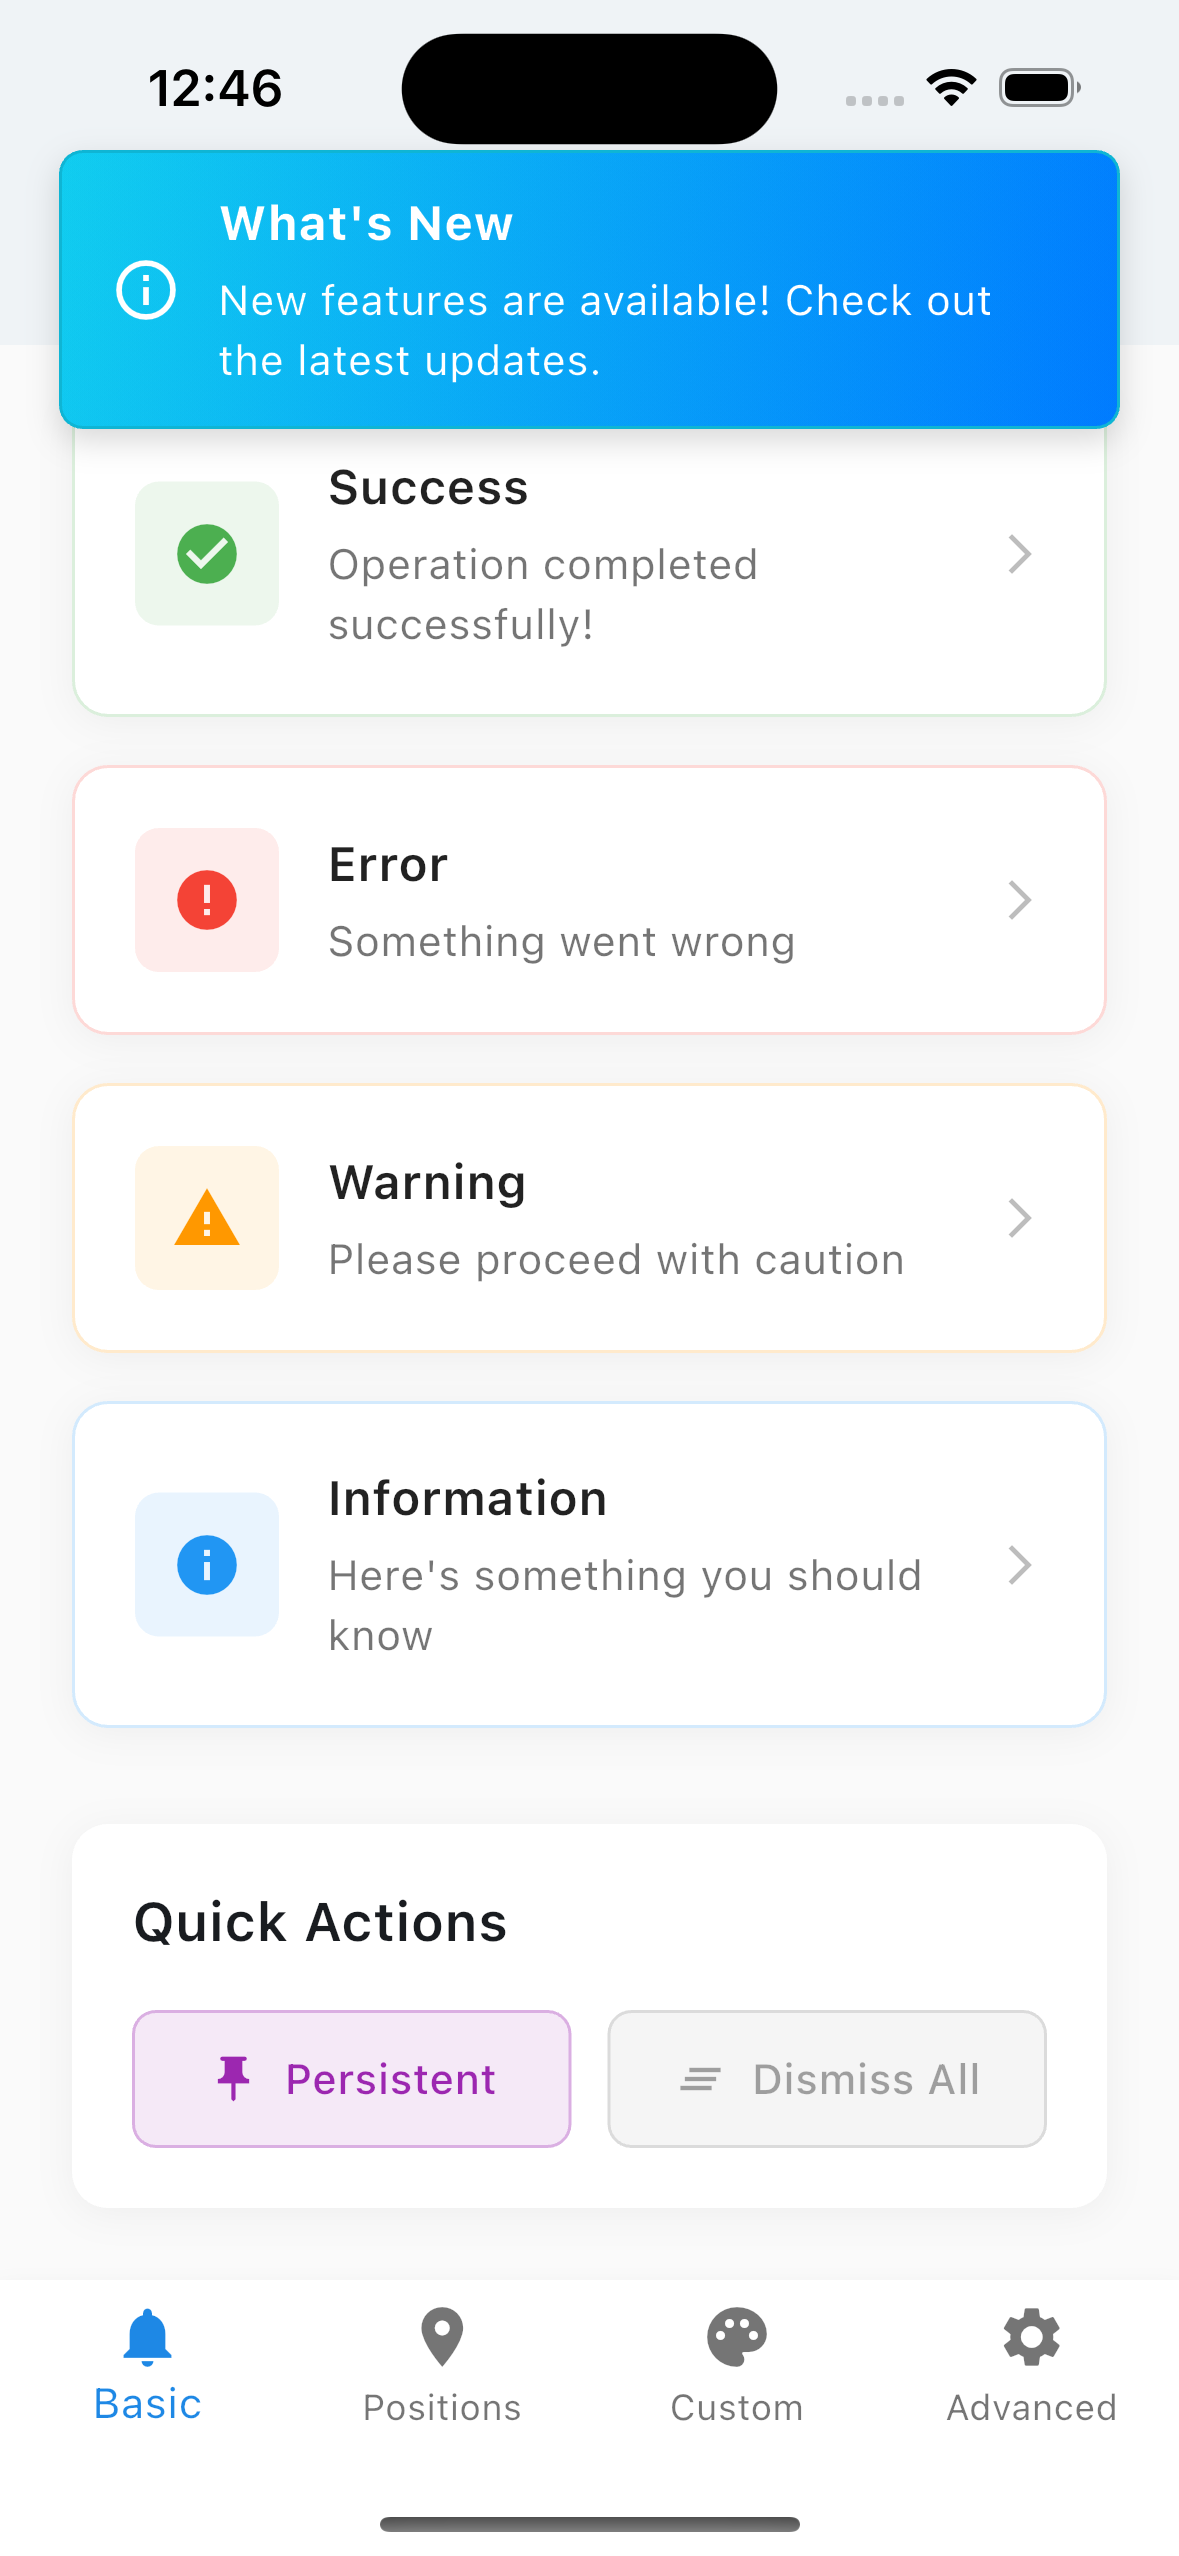 12:46
What's New
New features are available! Check out
the latest updates.
Success
Operation completed
successfully!
Error
Something went wrong
Warning
Please proceed with caution
Information
Here's something you should
know
Quick Actions
Persistent
Dismiss All
Basic
Positions
Custom
Advanced